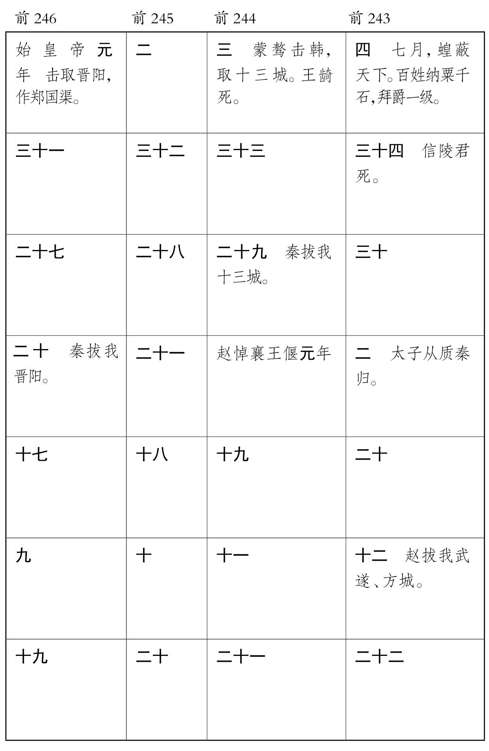 前 246 前 245 前 244 前 243
始皇帝元 二 三 蒙骜击韩, 四 七月,蝗蔽
年 击取晋阳, 取十三城。王齮 天下。百姓纳粟千
作郑国渠。 死。 石,拜爵一级。
三十一 三十二 三十三 三十四 信陵君
死。
二十七 二十八 二十九 秦拔我 三十
十三城。
二十 秦拔我 二十一 赵悼襄王偃元年 二 太子从质秦
晋阳。 归。
十七 十八 十九 二十
九 十 十一 十二 赵拔我武
遂、方城。
十九 二十 二十一 二十二